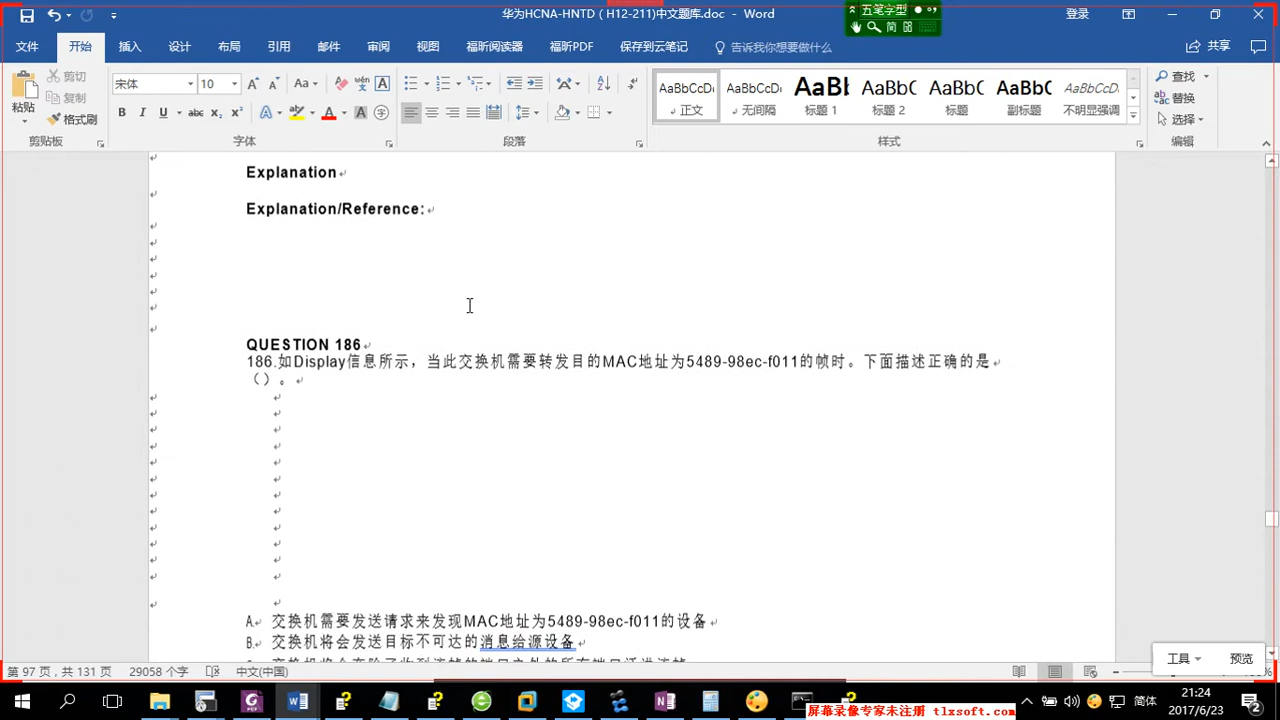 华为HCNA-HNTD（H12-211)中文题库.doc - Word
五笔字型
简
登录
文件 开始 插入 设计 布局 引用 邮件 审阅 视图 福昕阅读器 福昕PDF 保存到云笔记 告诉我你想要做什么 共享
粘贴
剪切
复制
格式刷
宋体 10
AaBbCcDc AaBbCcDc AaBb AaBbC AaBbC AaBbC AaBbCcDc
正文 无间隔 标题 1 标题 2 标题 副标题 不明显强调
查找
替换
选择
剪贴板 字体 段落 样式 编辑
Explanation
Explanation/Reference:
QUESTION 186
186.如Display信息所示，当此交换机需要转发目的MAC地址为5489-98ec-f011的帧时。下面描述正确的是
（）。
A. 交换机需要发送请求来发现MAC地址为5489-98ec-f011的设备
B. 交换机将会发送目标不可达的消息给源设备
工具 预览
第 97 页，共 131 页 29058 个字 中文(中国)
简体
21:24
2017/6/23
屏幕录像专家未注册 tlxsoft.com